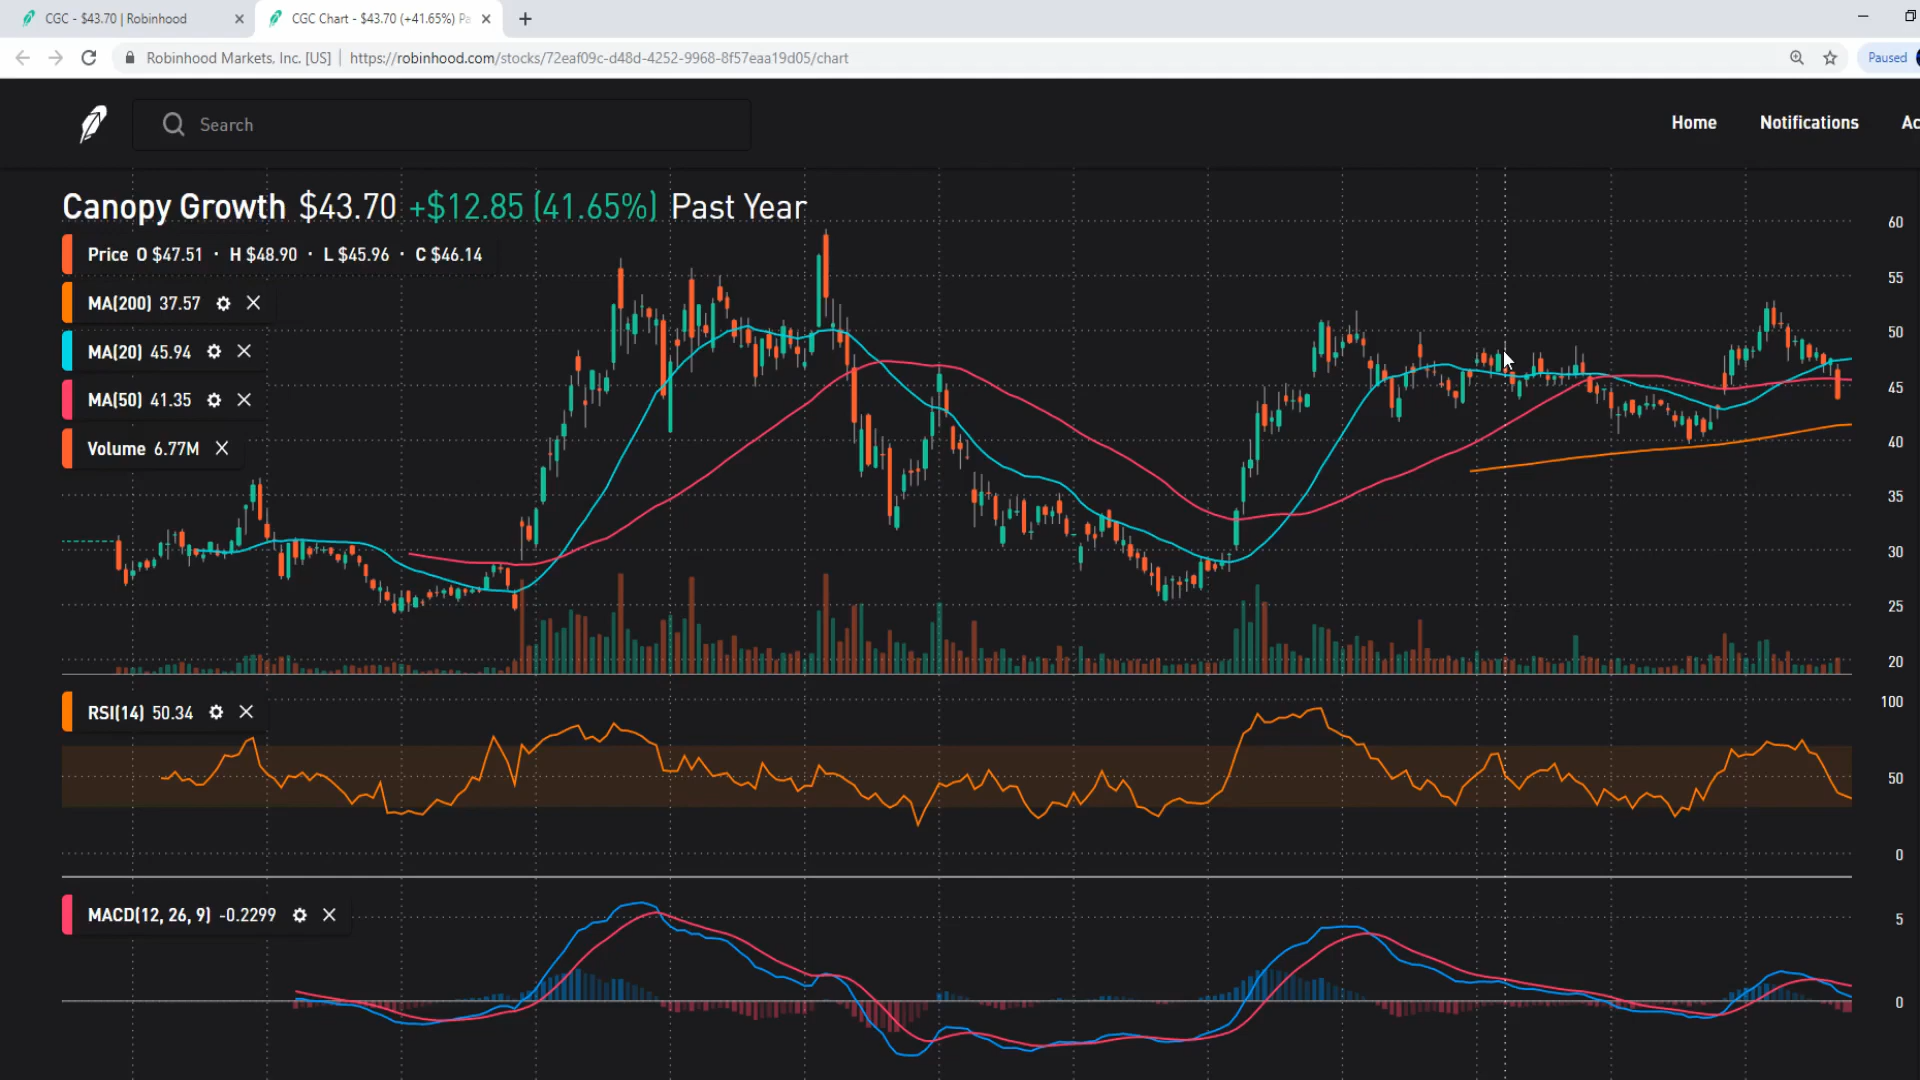 CGC - $43.70 | Robinhood
CGC Chart - $43.70 (+41.65%) Pa
Robinhood Markets, Inc. [US] | https://robinhood.com/stocks/72eaf09c-d48d-4252-9968-8f57eaa19d05/chart
Paused
Search
Home
Notifications
Ac
Canopy Growth $43.70 +$12.85 (41.65%) Past Year
Price O $47.51 · H $48.90 · L $45.96 · C $46.14
MA(200) 37.57
MA(20) 45.94
MA(50) 41.35
Volume 6.77M
60
55
50
45
40
35
30
25
20
RSI(14) 50.34
100
50
0
MACD(12, 26, 9) -0.2299
5
0